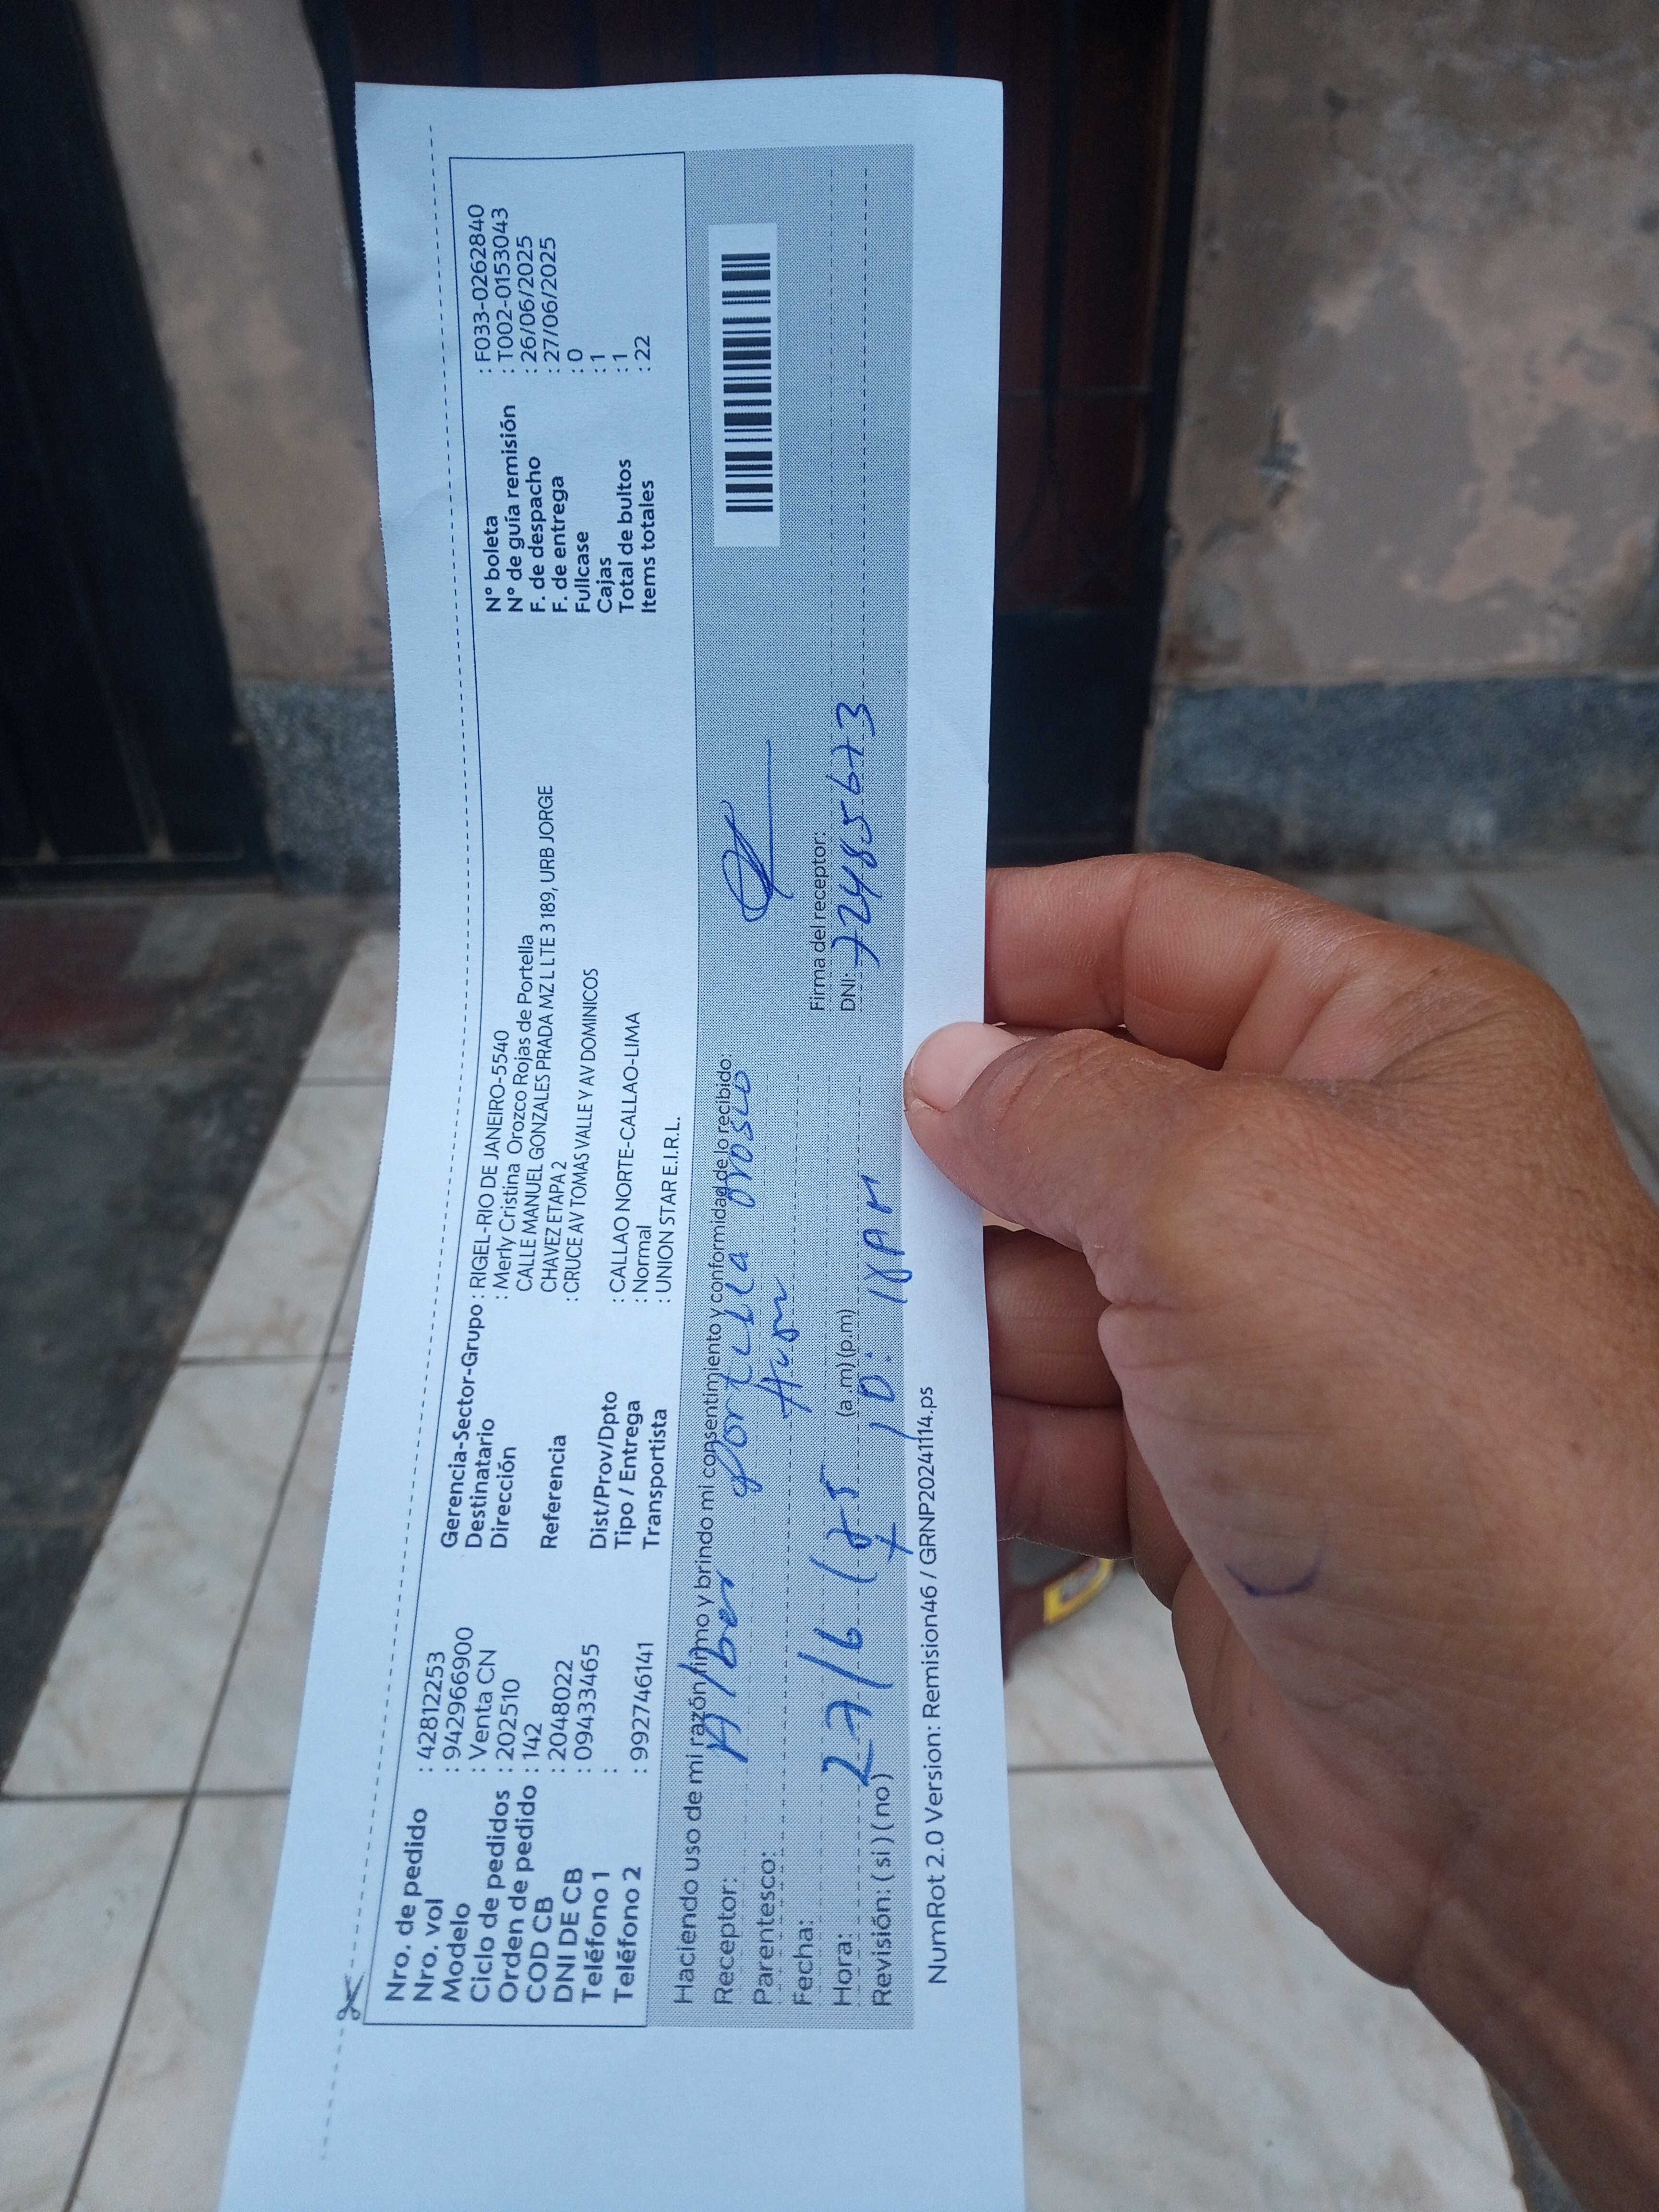 Nro. de pedido : 42812253
Nro. vol : 942966900
Modelo : Venta CN
Ciclo de pedidos : 202510
Orden de pedido : 142
COD CB : 2048022
DNI DE CB : 09433465
Teléfono 1 :
Teléfono 2 : 992746141
Gerencia-Sector-Grupo : RIGEL-RIO DE JANEIRO-5540
Destinatario : Merly Cristina Orozco Rojas de Portella
Dirección CALLE MANUEL GONZALES PRADA MZ L LTE 3 189, URB JORGE
CHAVEZ ETAPA 2
Referencia : CRUCE AV TOMAS VALLE Y AV DOMINICOS
Dist/Prov/Dpto : CALLAO NORTE-CALLAO-LIMA
Tipo / Entrega : Normal
Transportista : UNION STAR E.I.R.L.
N° boleta : F033-0262840
N° de guía remisión : T002-0153043
F. de despacho : 26/06/2025
F. de entrega : 27/06/2025
Fullcase : 0
Cajas : 1
Total de bultos : 1
Items totales : 22
Haciendo uso de mi razón firmo y brindo mi consentimiento y conformidad de lo recibido:
Receptor: Alber portella orosco
Parentesco:
Fecha: 27/6/25
Hora: (a.m) (p.m) 10:
Revisión: ( si ) ( no )
Firma del receptor:
DNI: 72485673
NumRot 2.0 Version: Remision46 / GRNP20241114.ps